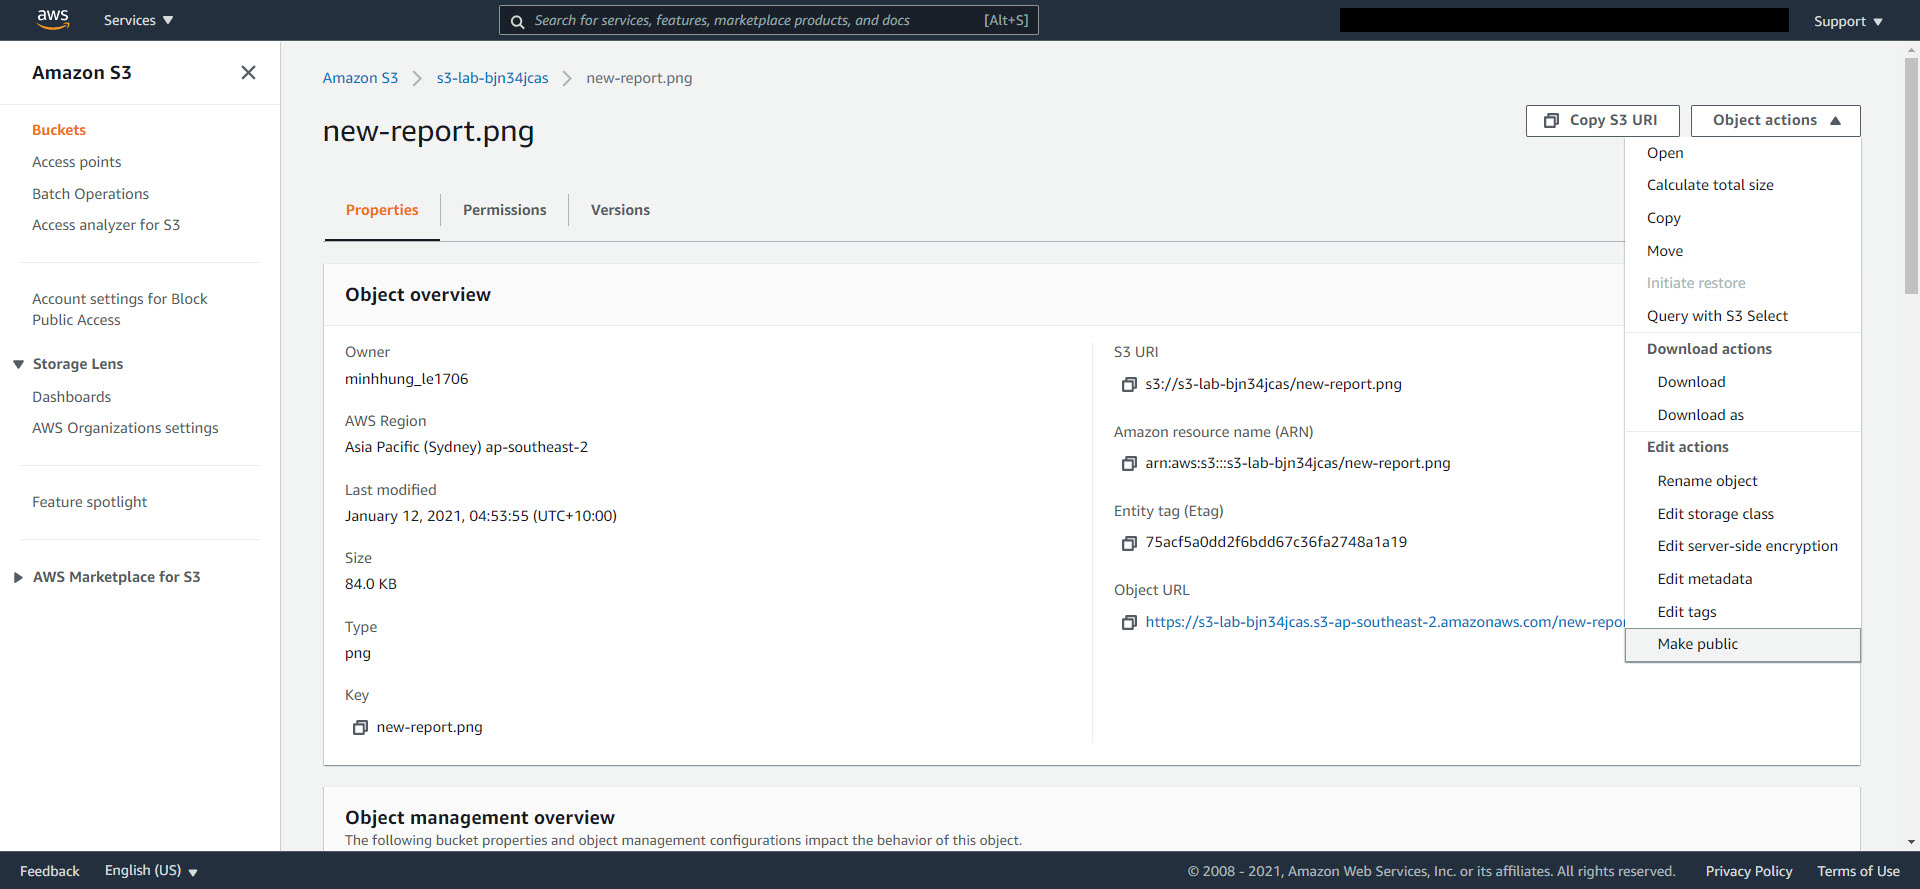 aws
Services
Search for services, features, marketplace products, and docs
[Alt+S]
Support
Amazon S3
Buckets
Access points
Batch Operations
Access analyzer for S3
Account settings for Block
Public Access
Storage Lens
Dashboards
AWS Organizations settings
Feature spotlight
AWS Marketplace for S3
Amazon S3
s3-lab-bjn34jcas
new-report.png
new-report.png
Copy S3 URI
Object actions
Open
Calculate total size
Copy
Move
Initiate restore
Query with S3 Select
Download actions
Download
Download as
Edit actions
Rename object
Edit storage class
Edit server-side encryption
Edit metadata
Edit tags
Make public
Properties
Permissions
Versions
Object overview
Owner
minhhung_le1706
AWS Region
Asia Pacific (Sydney) ap-southeast-2
Last modified
January 12, 2021, 04:53:55 (UTC+10:00)
Size
84.0 KB
Type
png
Key
new-report.png
S3 URI
s3://s3-lab-bjn34jcas/new-report.png
Amazon resource name (ARN)
arn:aws:s3:::s3-lab-bjn34jcas/new-report.png
Entity tag (Etag)
75acf5a0dd2f6bdd67c36fa2748a1a19
Object URL
https://s3-lab-bjn34jcas.s3-ap-southeast-2.amazonaws.com/new-repo
Object management overview
The following bucket properties and object management configurations impact the behavior of this object.
Feedback
English (US)
© 2008 - 2021, Amazon Web Services, Inc. or its affiliates. All rights reserved.
Privacy Policy
Terms of Use